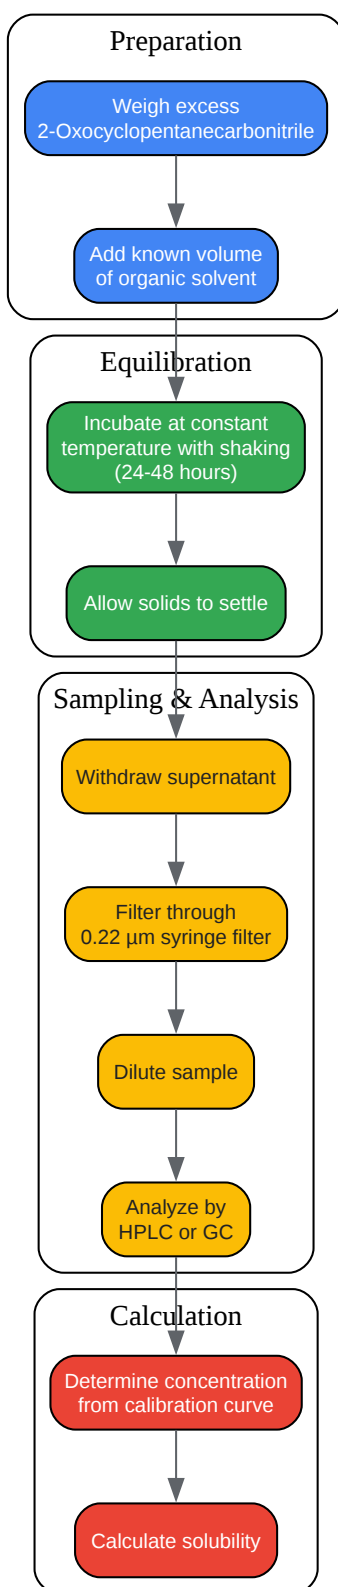 Preparation
Weigh excess
2-Oxocyclopentanecarbonitrile
Add known volume
of organic solvent
Equilibration
Incubate at constant
temperature with shaking
(24-48 hours)
Allow solids to settle
Sampling & Analysis
Withdraw supernatant
Filter through
0.22 µm syringe filter
Dilute sample
Analyze by
HPLC or GC
Calculation
Determine concentration
from calibration curve
Calculate solubility